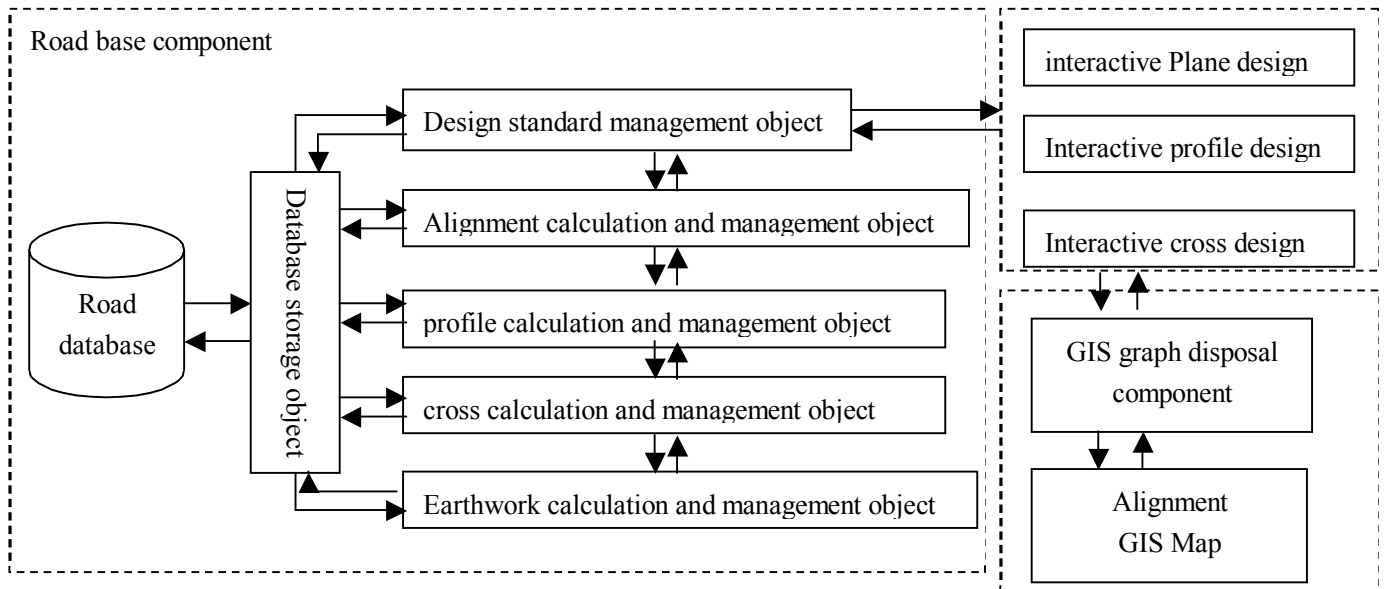 Road base component
Design standard management object
Alignment calculation and management object
profile calculation and management object
cross calculation and management object
Earthwork calculation and management object
Database storage object
Road
database
interactive Plane design
Interactive profile design
Interactive cross design
GIS graph disposal
component
Alignment
GIS Map